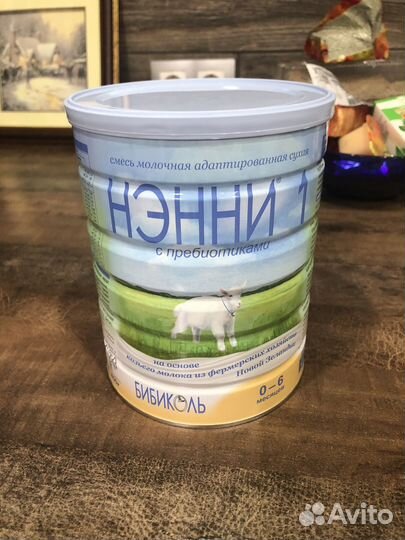 смесь молочная адаптированная сухая
НЭННИ 1
с пребиотиками
на основе
козьего молока из фермерских хозяйств
Новой Зеландии
БИБИКОЛЬ
0–6
месяцев
Avito